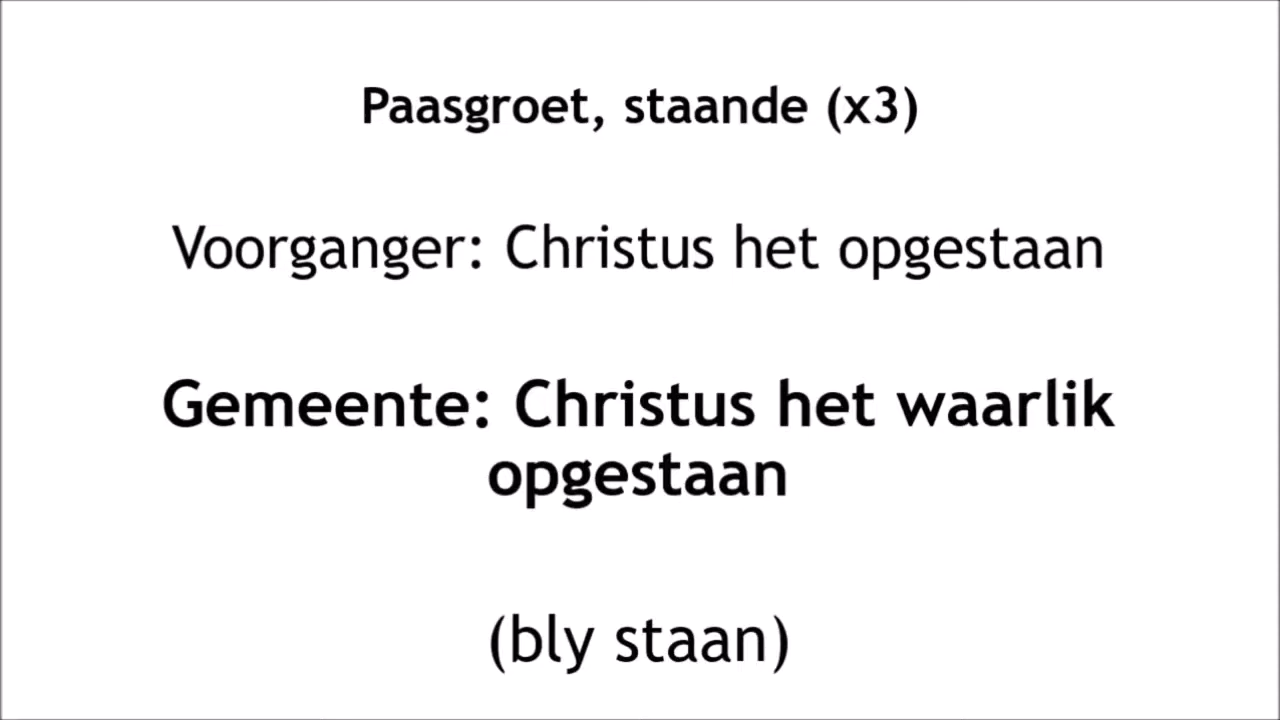 Paasgroet, staande (x3)
Voorganger: Christus het opgestaan
Gemeente: Christus het waarlik
opgestaan
(bly staan)